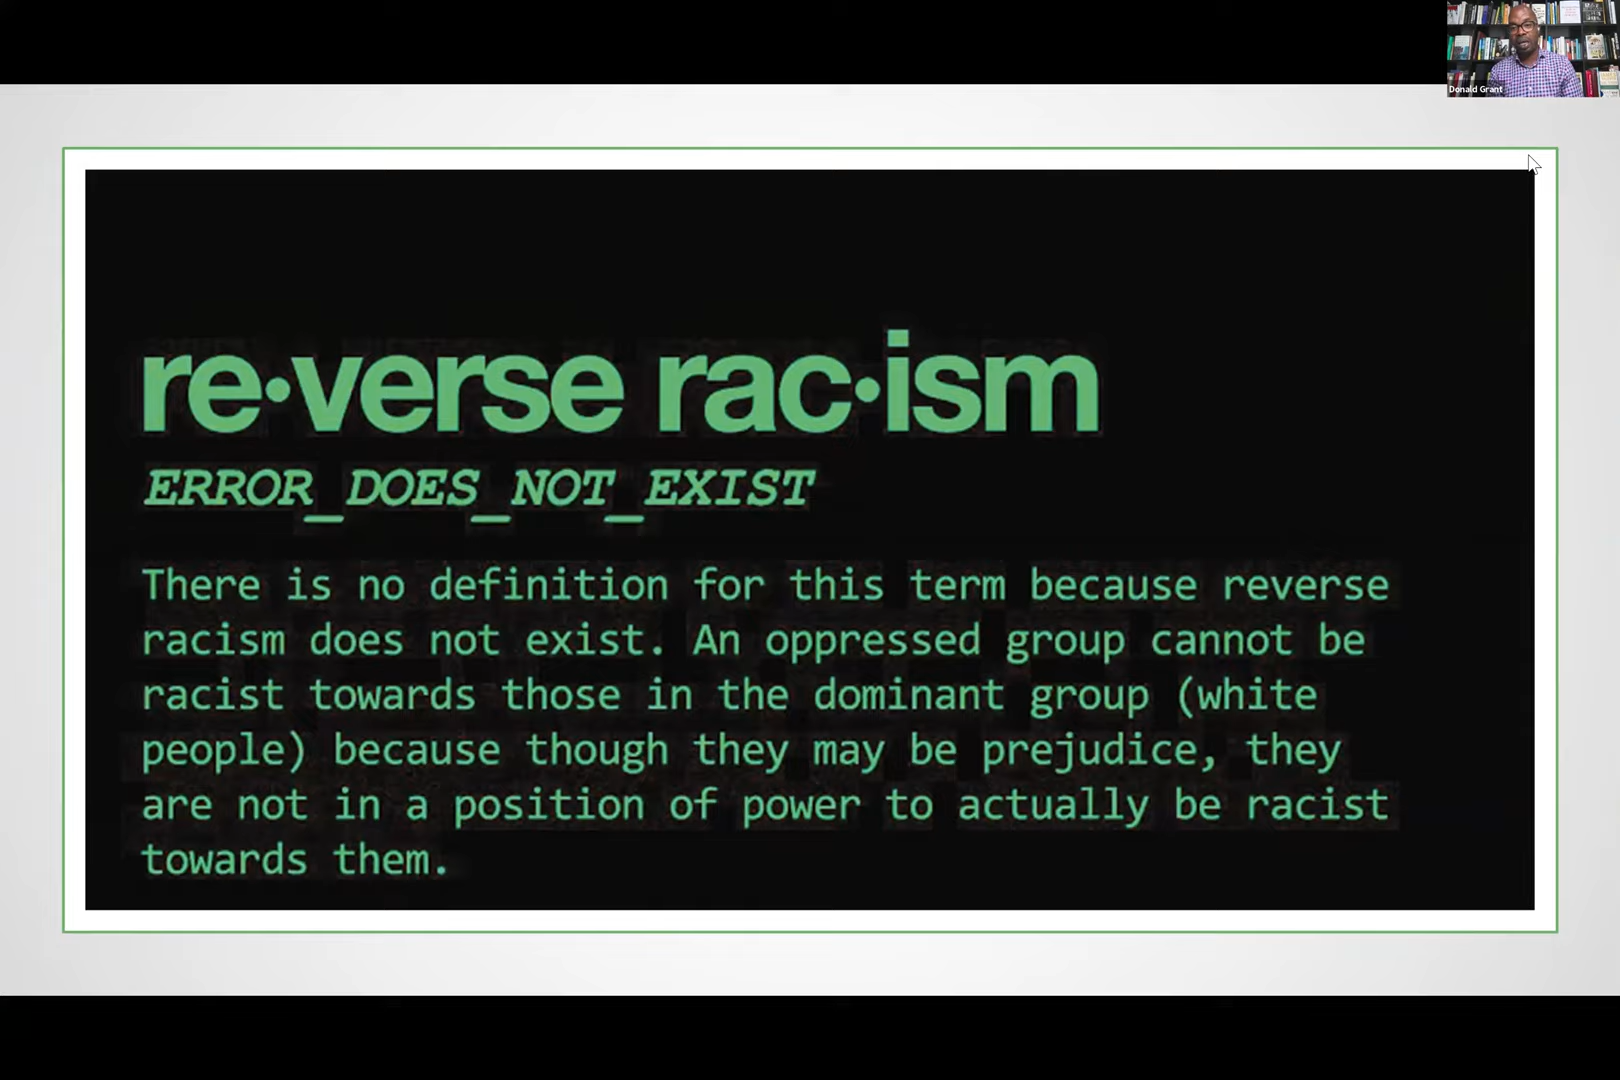 Donald Grant
re·verse rac·ism
ERROR_DOES_NOT_EXIST
There is no definition for this term because reverse
racism does not exist. An oppressed group cannot be
racist towards those in the dominant group (white
people) because though they may be prejudice, they
are not in a position of power to actually be racist
towards them.